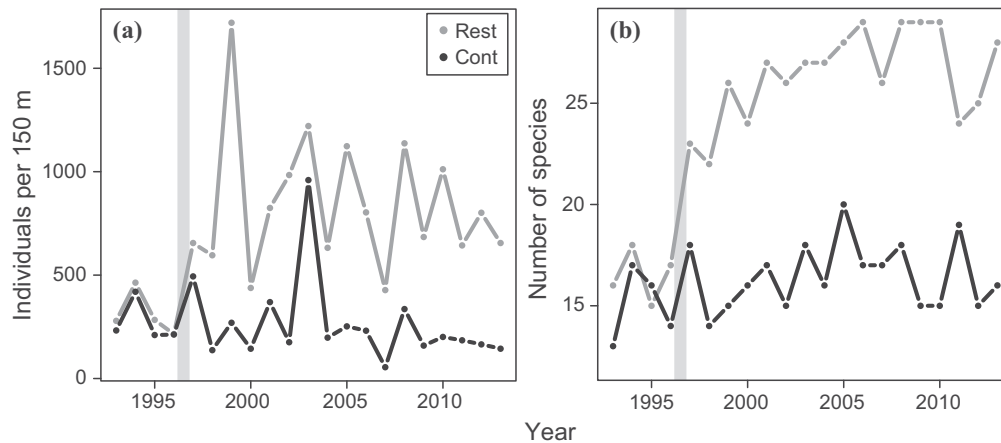 (a)
Rest
Cont
Individuals per 150 m
1500
1000
500
0
1995 2000 2005 2010
(b)
Number of species
25
20
15
1995 2000 2005 2010
Year